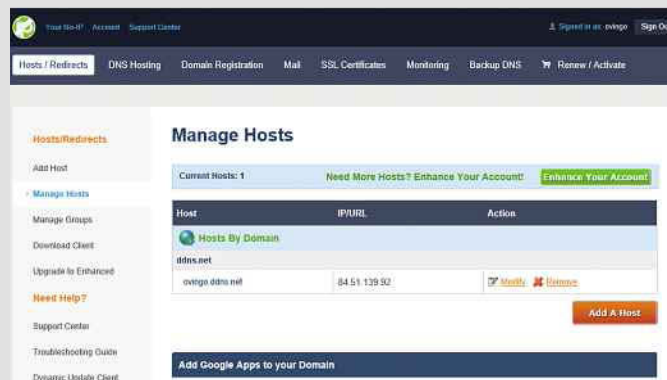 Your No-IP? Account Support Center
Signed in as: ovingo Sign Ou
Hosts / Redirects DNS Hosting Domain Registration Mail SSL Certificates Monitoring Backup DNS Renew / Activate
Hosts/Redirects
Add Host
Manage Hosts
Manage Groups
Download Client
Upgrade to Enhanced
Need Help?
Support Center
Troubleshooting Guide
Dynamic Update Client
Manage Hosts
Current Hosts: 1 Need More Hosts? Enhance Your Account! Enhance Your Account
Host IP/URL Action
Hosts By Domain
ddns.net
ovingo.ddns.net 84.51.139.92 Modify Remove
Add A Host
Add Google Apps to your Domain